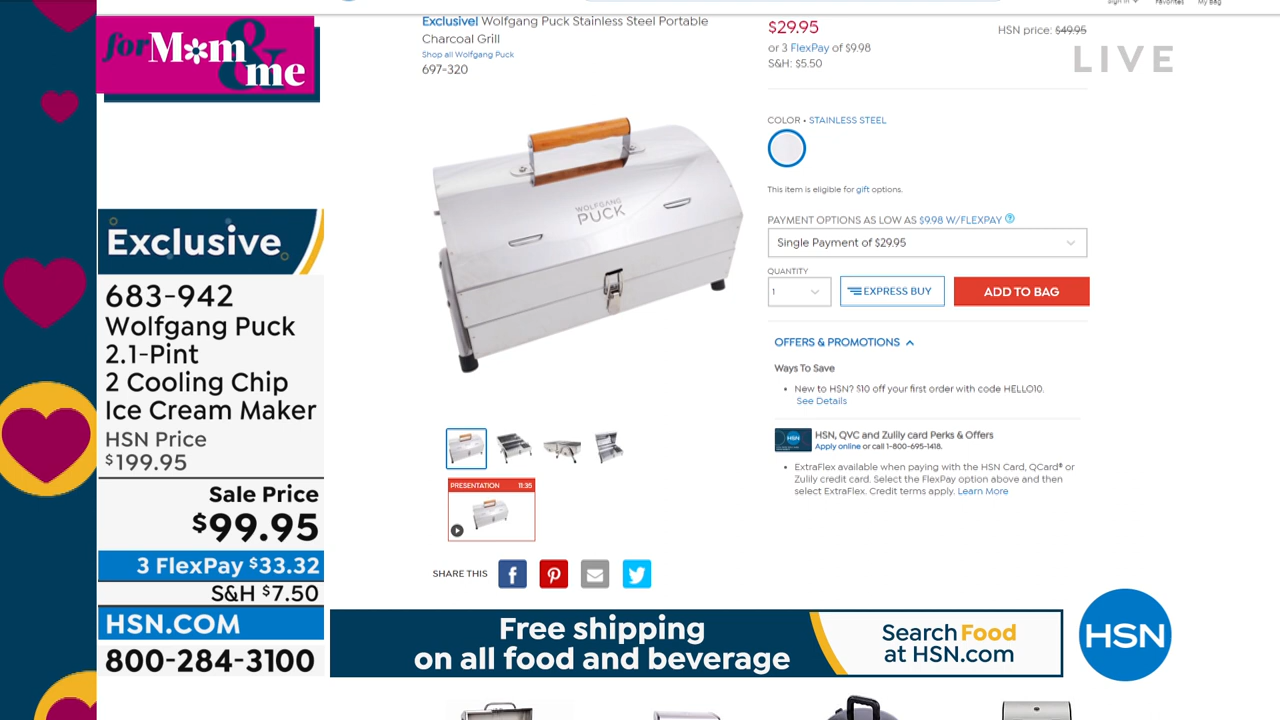 for Mom
& me
Exclusive
683-942
Wolfgang Puck
2.1-Pint
2 Cooling Chip
Ice Cream Maker
HSN Price
$199.95
Sale Price
$99.95
3 FlexPay $33.32
S&H $7.50
HSN.COM
800-284-3100
Sign in
Favorites
My Bag
Exclusive! Wolfgang Puck Stainless Steel Portable
Charcoal Grill
Shop all Wolfgang Puck
697-320
WOLFGANG
PUCK
PRESENTATION 11:35
SHARE THIS
$29.95
HSN price: $49.95
or 3 FlexPay of $9.98
S&H: $5.50
LIVE
COLOR • STAINLESS STEEL
This item is eligible for gift options.
PAYMENT OPTIONS AS LOW AS $9.98 W/FLEXPAY ?
Single Payment of $29.95
QUANTITY
1
EXPRESS BUY
ADD TO BAG
OFFERS & PROMOTIONS
Ways To Save
• New to HSN? $10 off your first order with code HELLO10.
See Details
HSN
HSN, QVC and Zulily card Perks & Offers
Apply online or call 1-800-695-1418.
• ExtraFlex available when paying with the HSN Card, QCard® or
Zulily credit card. Select the FlexPay option above and then
select ExtraFlex. Credit terms apply. Learn More
Free shipping
on all food and beverage
Search Food
at HSN.com
HSN